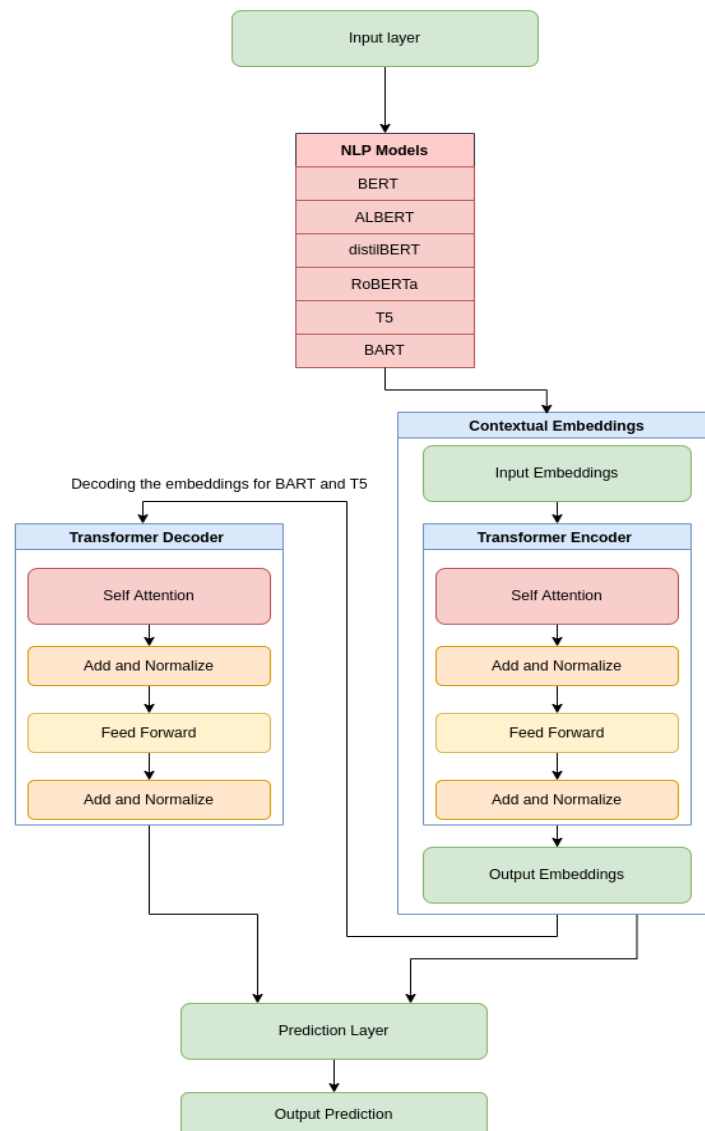 Input layer
NLP Models
BERT
ALBERT
distilBERT
RoBERTa
T5
BART
Contextual Embeddings
Input Embeddings
Transformer Encoder
Self Attention
Add and Normalize
Feed Forward
Add and Normalize
Output Embeddings
Decoding the embeddings for BART and T5
Transformer Decoder
Self Attention
Add and Normalize
Feed Forward
Add and Normalize
Prediction Layer
Output Prediction